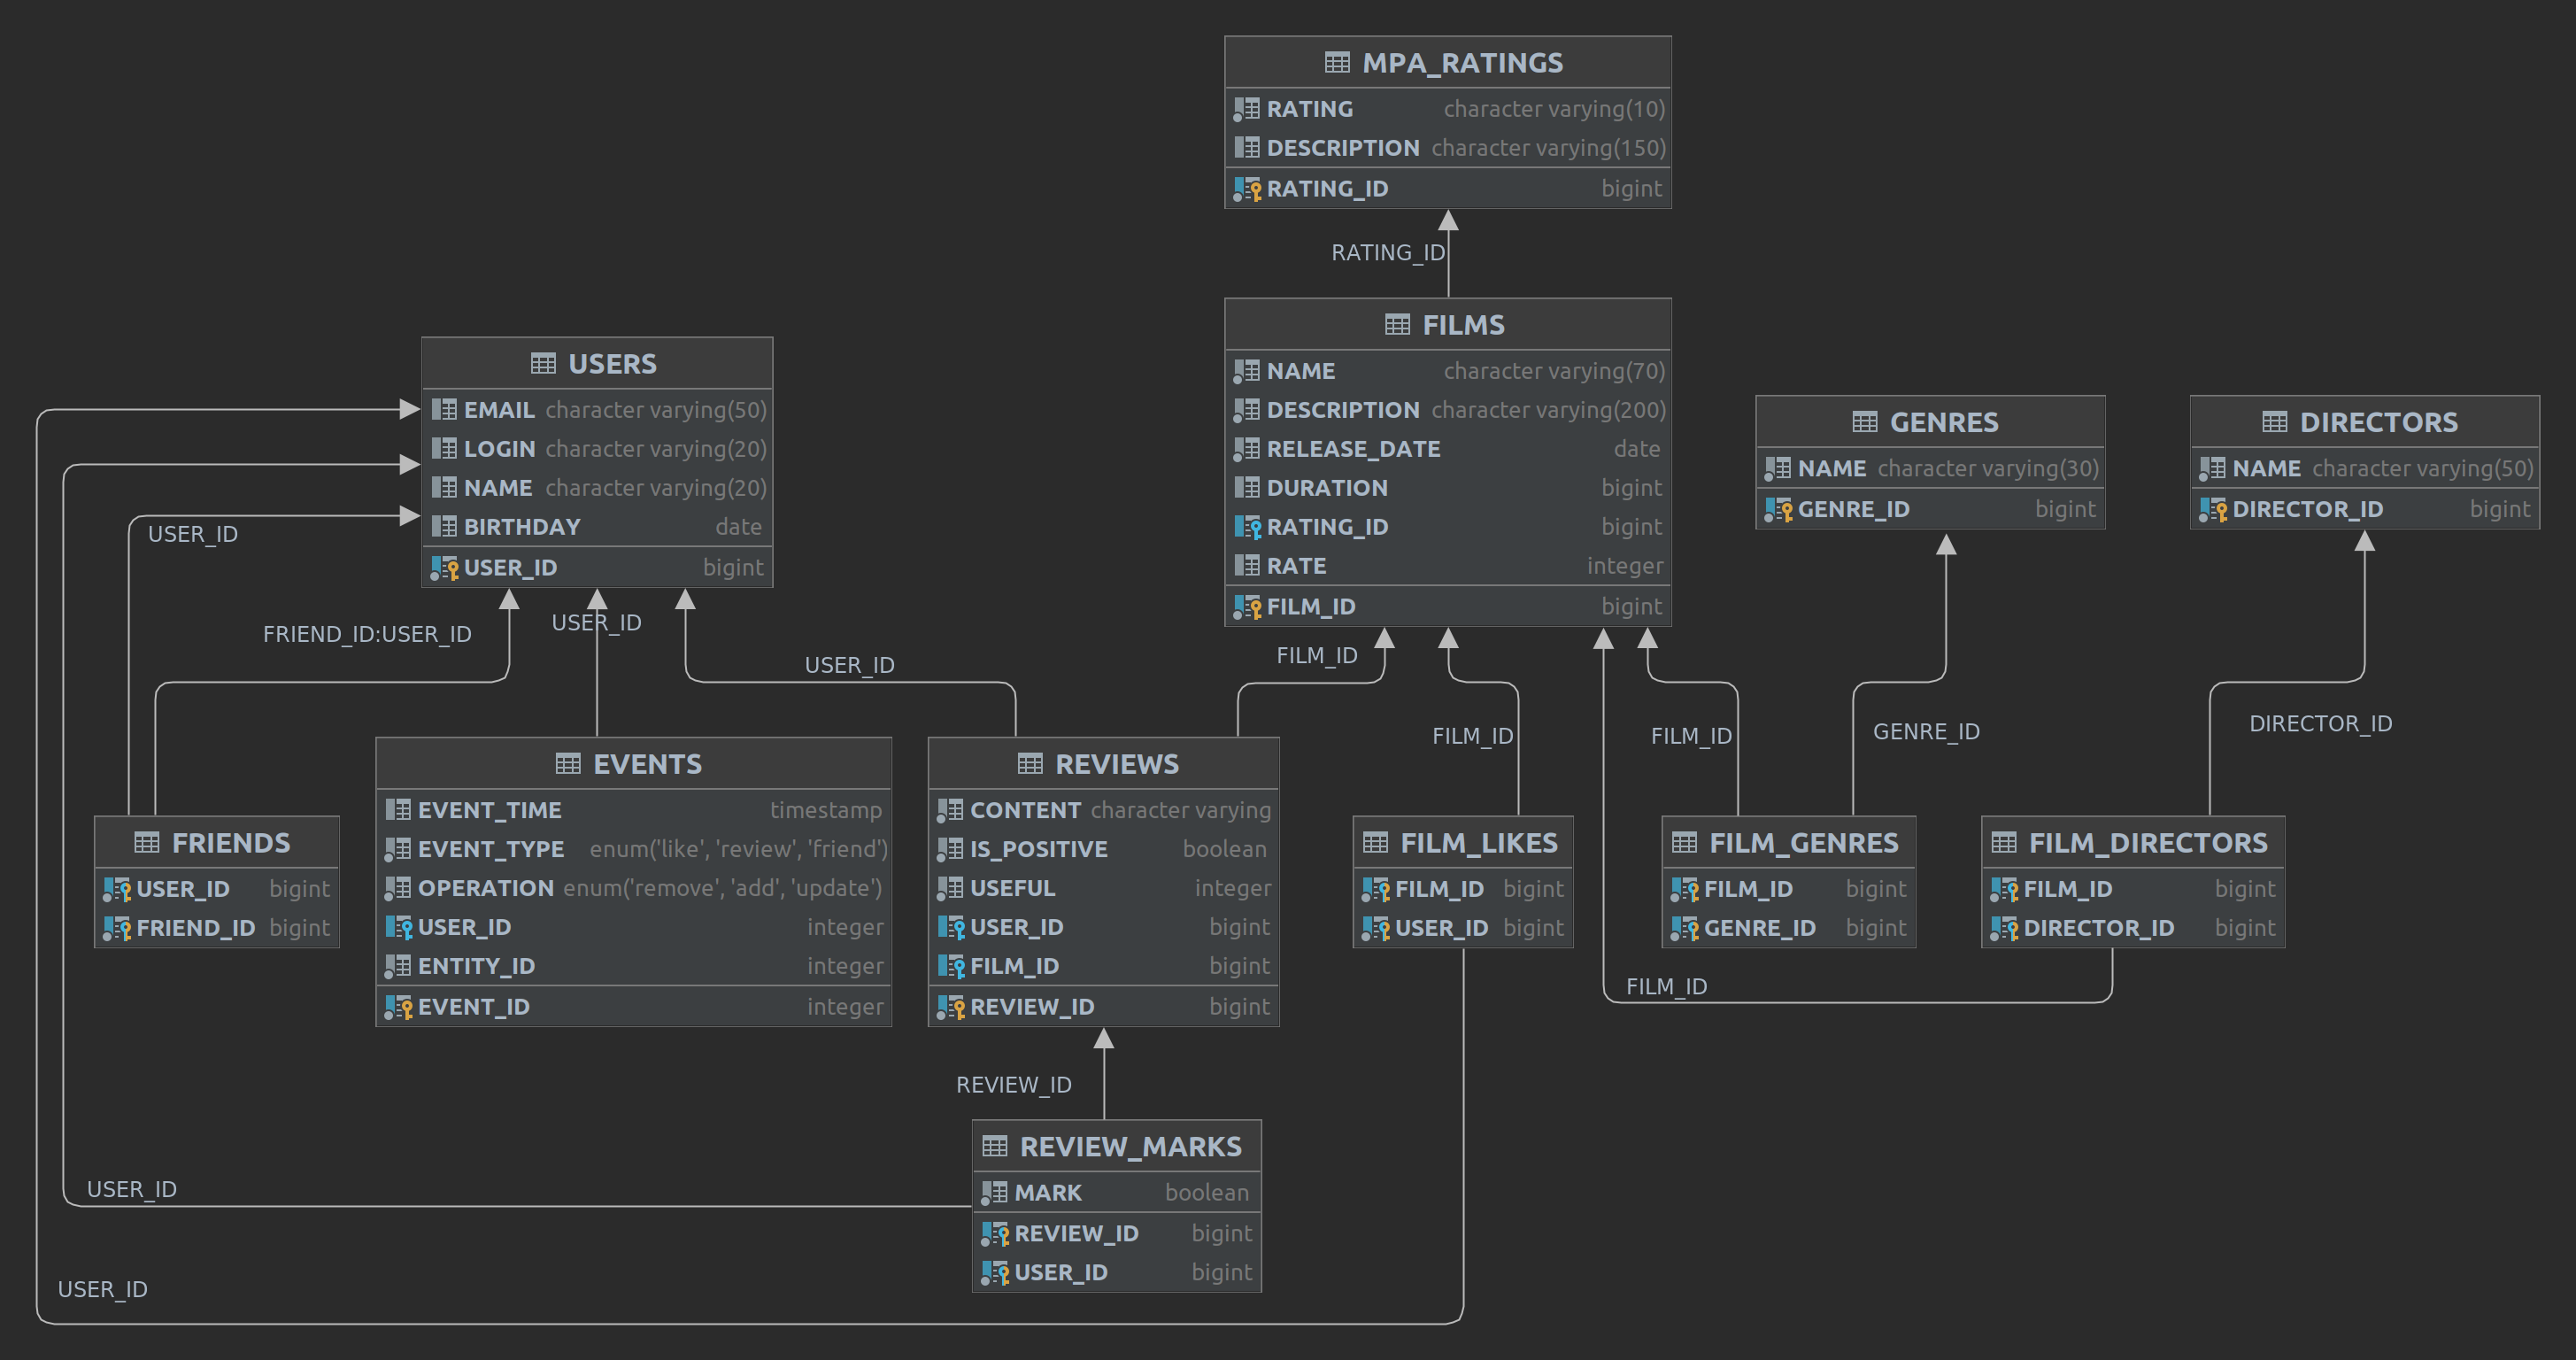 MPA_RATINGS
RATING character varying(10)
DESCRIPTION character varying(150)
RATING_ID bigint
RATING_ID
FILMS
NAME character varying(70)
DESCRIPTION character varying(200)
RELEASE_DATE date
DURATION bigint
RATING_ID bigint
RATE integer
FILM_ID bigint
USERS
EMAIL character varying(50)
LOGIN character varying(20)
NAME character varying(20)
BIRTHDAY date
USER_ID bigint
GENRES
NAME character varying(30)
GENRE_ID bigint
DIRECTORS
NAME character varying(50)
DIRECTOR_ID bigint
USER_ID
FRIEND_ID:USER_ID
USER_ID
USER_ID
FILM_ID
FILM_ID
FILM_ID
GENRE_ID
DIRECTOR_ID
FRIENDS
USER_ID bigint
FRIEND_ID bigint
EVENTS
EVENT_TIME timestamp
EVENT_TYPE enum('like', 'review', 'friend')
OPERATION enum('remove', 'add', 'update')
USER_ID integer
ENTITY_ID integer
EVENT_ID integer
REVIEWS
CONTENT character varying
IS_POSITIVE boolean
USEFUL integer
USER_ID bigint
FILM_ID bigint
REVIEW_ID bigint
FILM_LIKES
FILM_ID bigint
USER_ID bigint
FILM_GENRES
FILM_ID bigint
GENRE_ID bigint
FILM_DIRECTORS
FILM_ID bigint
DIRECTOR_ID bigint
FILM_ID
REVIEW_ID
REVIEW_MARKS
MARK boolean
REVIEW_ID bigint
USER_ID bigint
USER_ID
USER_ID